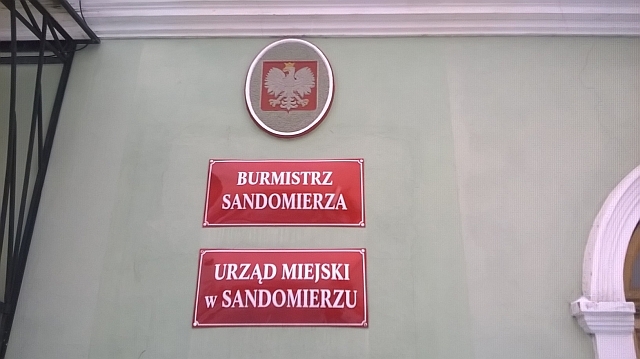 BURMISTRZ
SANDOMIERZA
URZĄD MIEJSKI
w SANDOMIERZU